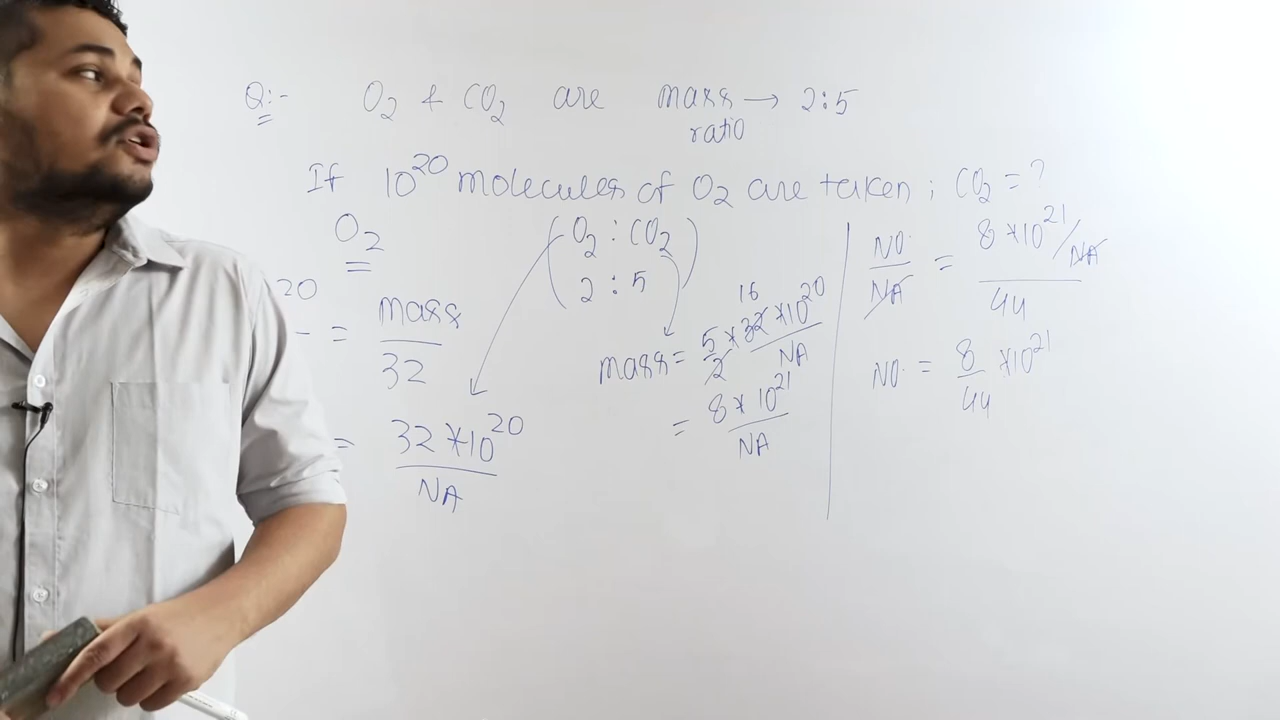 Q:- O2 & CO2 are mass → 2:5
ratio
If 10^20 molecules of O2 are taken ; CO2 = ?
O2
20
- = mass/32
= 32*10^20/NA
(O2 : CO2
2 : 5)
mass = 5/2 * 32*10^20/NA
16
= 8*10^21/NA
NO./NA = 8*10^21/NA/44
NO. = 8/44 *10^21